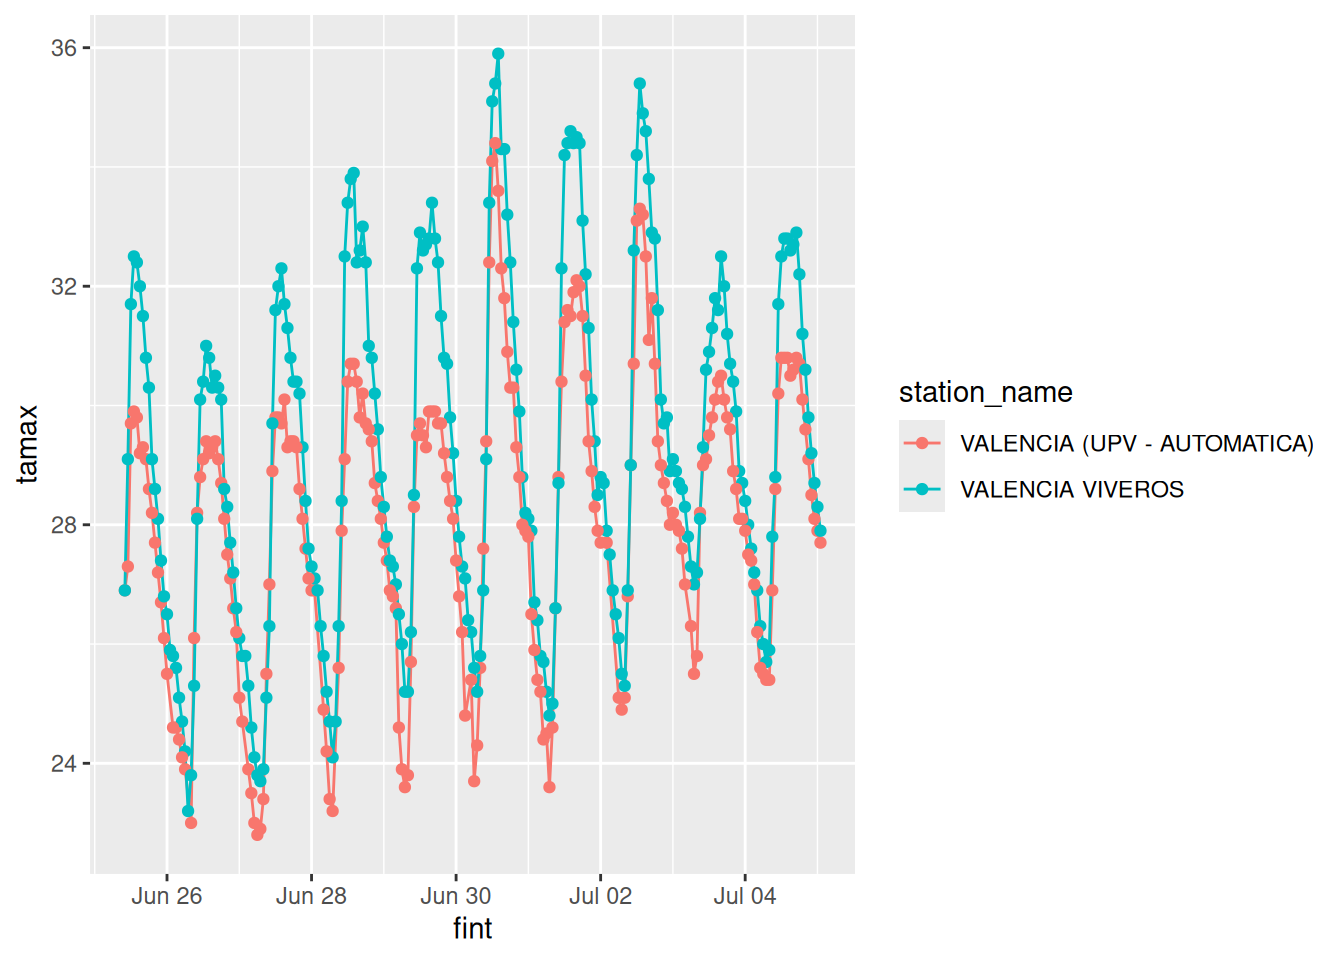 36
32
28
24
tamax
Jun 26
Jun 28
Jun 30
Jul 02
Jul 04
fint
station_name
VALENCIA (UPV - AUTOMATICA)
VALENCIA VIVEROS